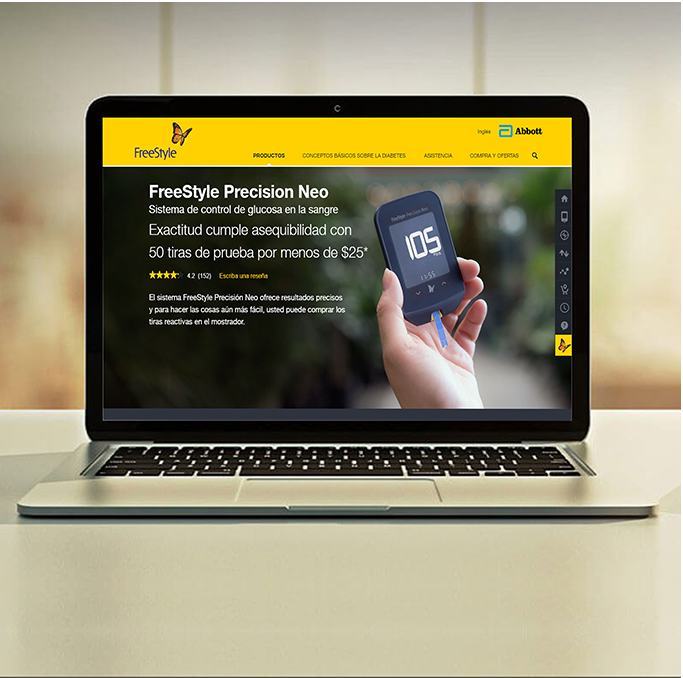 FreeStyle
Inglés
Abbott
PRODUCTOS
CONCEPTOS BÁSICOS SOBRE LA DIABETES
ASISTENCIA
COMPRA Y OFERTAS
FreeStyle Precision Neo
Sistema de control de glucosa en la sangre
Exactitud cumple asequibilidad con
50 tiras de prueba por menos de $25*
4.2 (152) Escriba una reseña
El sistema FreeStyle Precisión Neo ofrece resultados precisos
y para hacer las cosas aún más fácil, usted puede comprar los
tiras reactivas en el mostrador.
FreeStyle Precision Neo
105
13:55